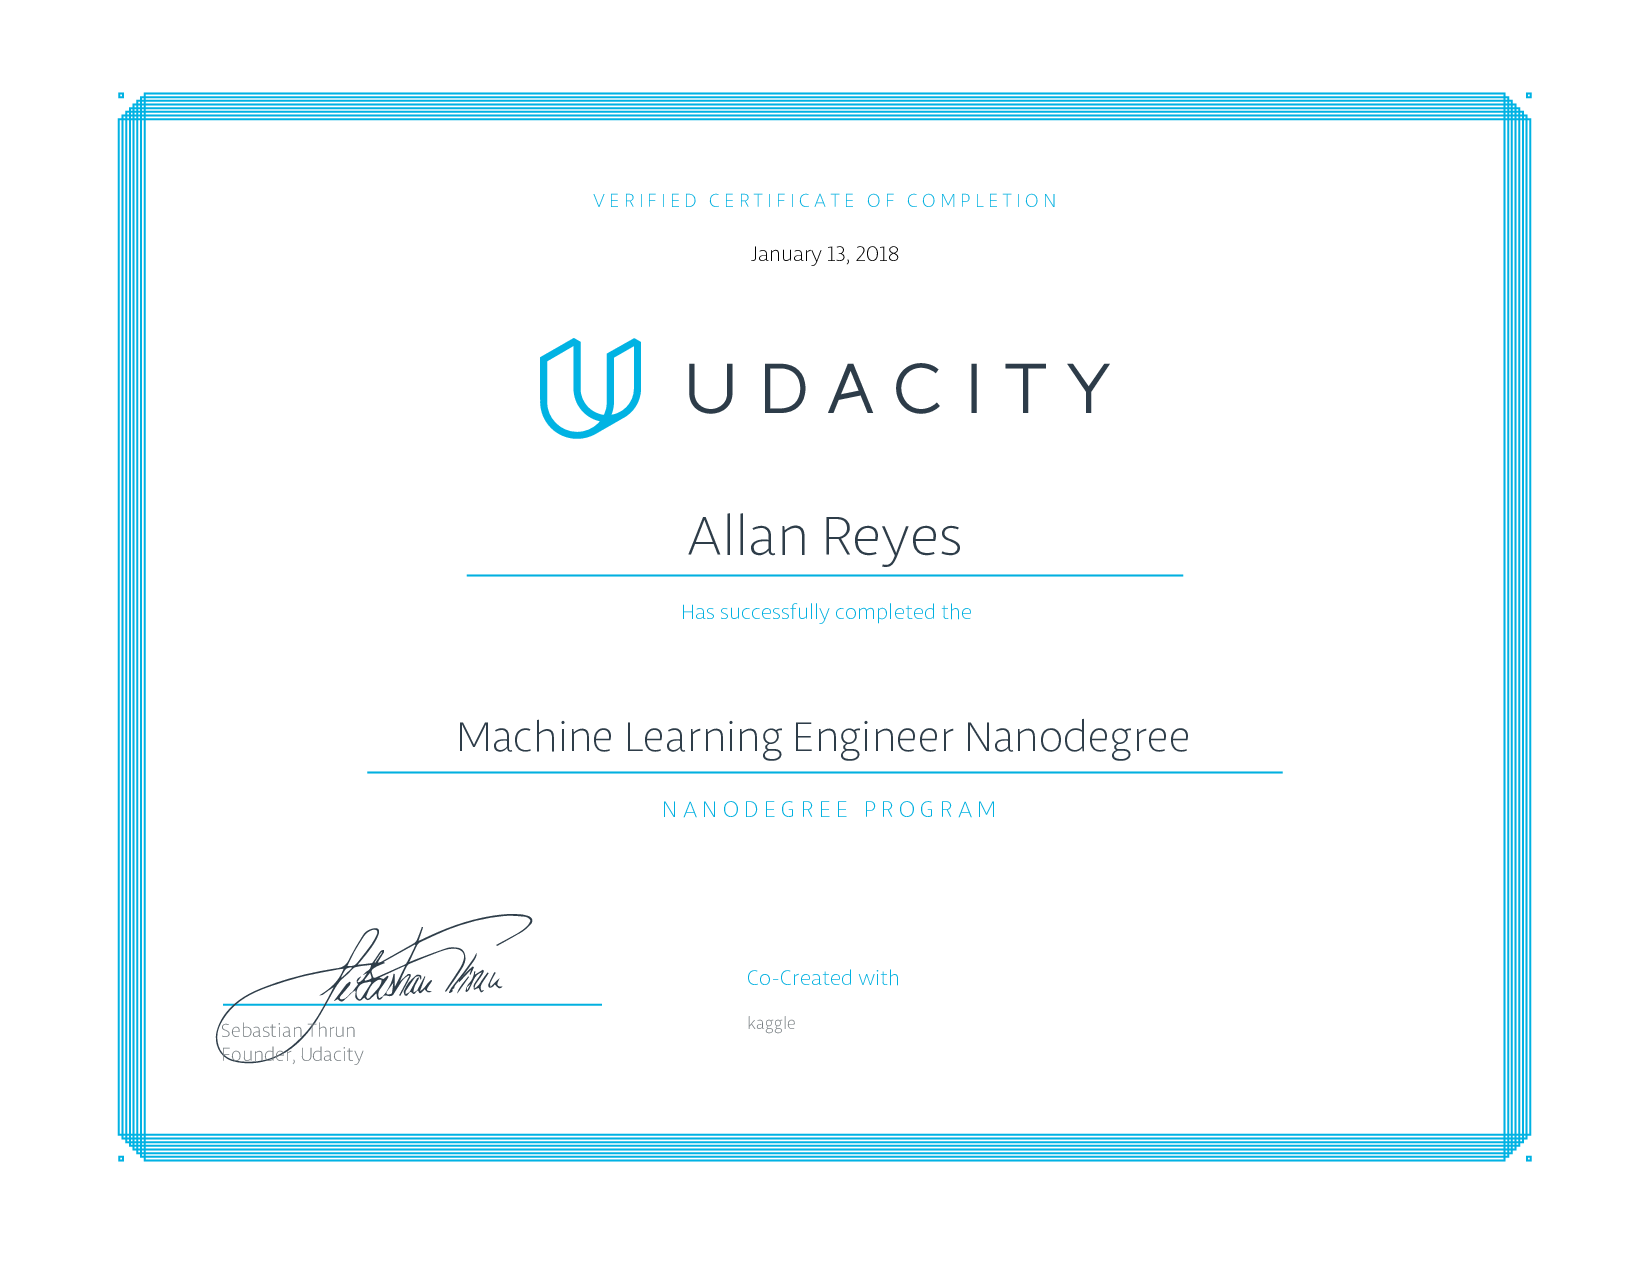 VERIFIED CERTIFICATE OF COMPLETION
January 13, 2018
UDACITY
Allan Reyes
Has successfully completed the
Machine Learning Engineer Nanodegree
NANODEGREE PROGRAM
Sebastian Thrun
Sebastian Thrun
Founder, Udacity
Co-Created with
kaggle